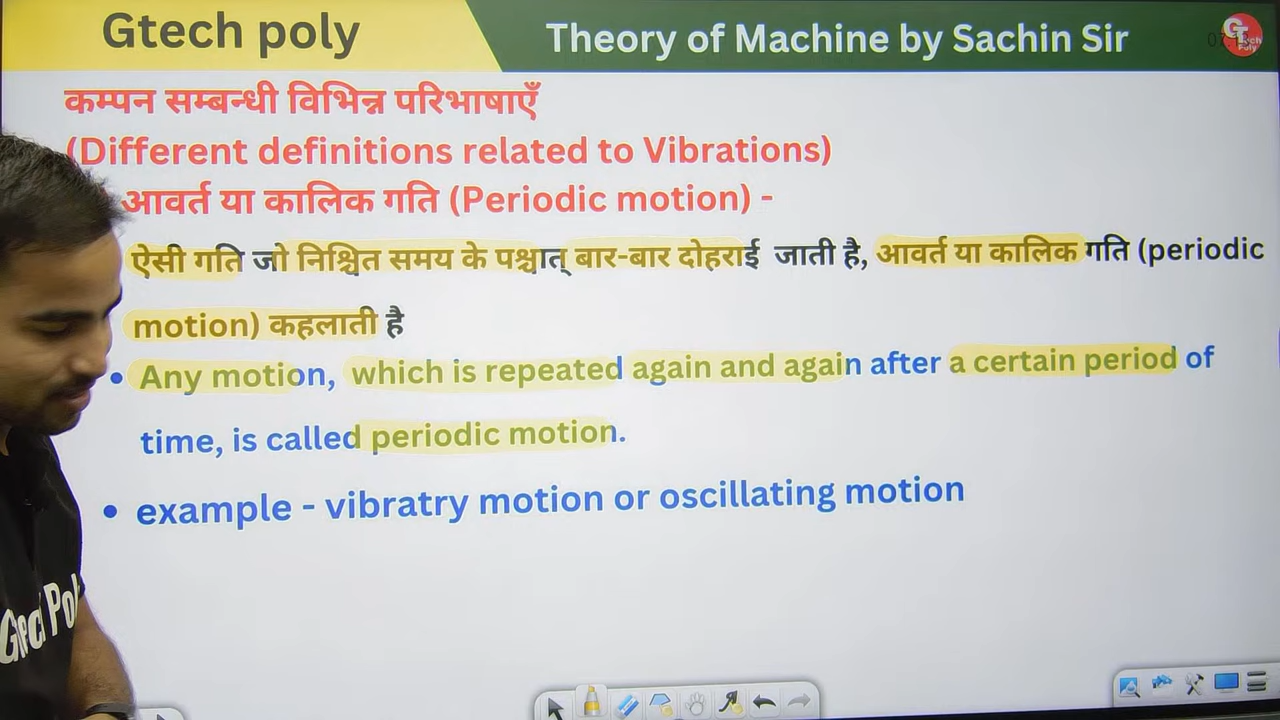 Gtech poly
Theory of Machine by Sachin Sir
कम्पन सम्बन्धी विभिन्न परिभाषाएँ
(Different definitions related to Vibrations)
आवर्त या कालिक गति (Periodic motion) -
ऐसी गति जो निश्चित समय के पश्चात् बार-बार दोहराई जाती है, आवर्त या कालिक गति (periodic
motion) कहलाती है
• Any motion, which is repeated again and again after a certain period of
time, is called periodic motion.
• example - vibratry motion or oscillating motion